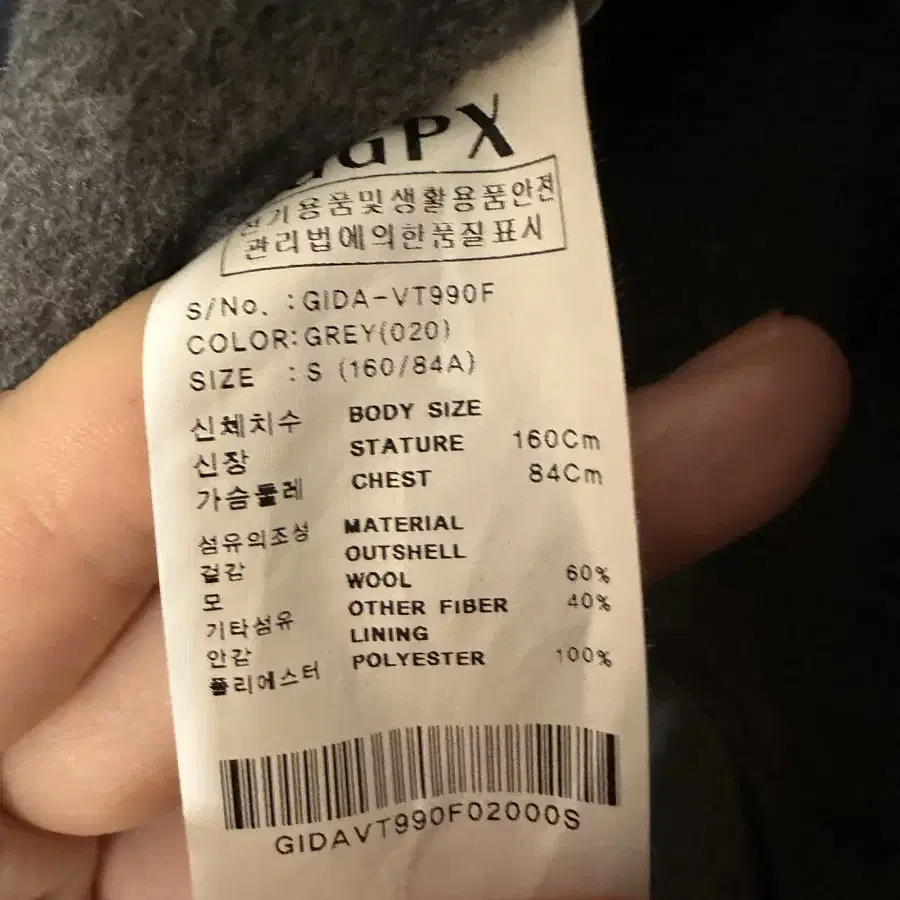 전기용품및생활용품안전
관리법에의한품질표시
S/No. : GIDA-VT990F
COLOR: GREY(020)
SIZE : S (160/84A)
신체치수 BODY SIZE
신장 STATURE 160Cm
가슴둘레 CHEST 84Cm
섬유의조성 MATERIAL
겉감 OUTSHELL
모 WOOL 60%
기타섬유 OTHER FIBER 40%
안감 LINING
폴리에스터 POLYESTER 100%
GIDAVT990F02000S